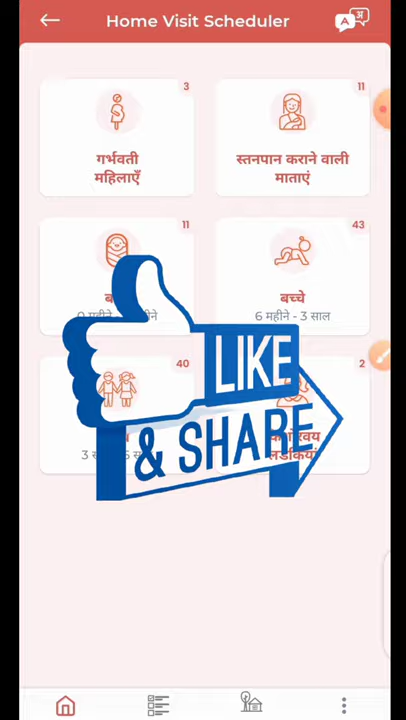 Home Visit Scheduler
3
गर्भवती
महिलाएँ
11
स्तनपान कराने वाली
माताएं
11
43
बच्चे
6 महीने - 3 साल
40
2
लडकियां
LIKE
& SHARE